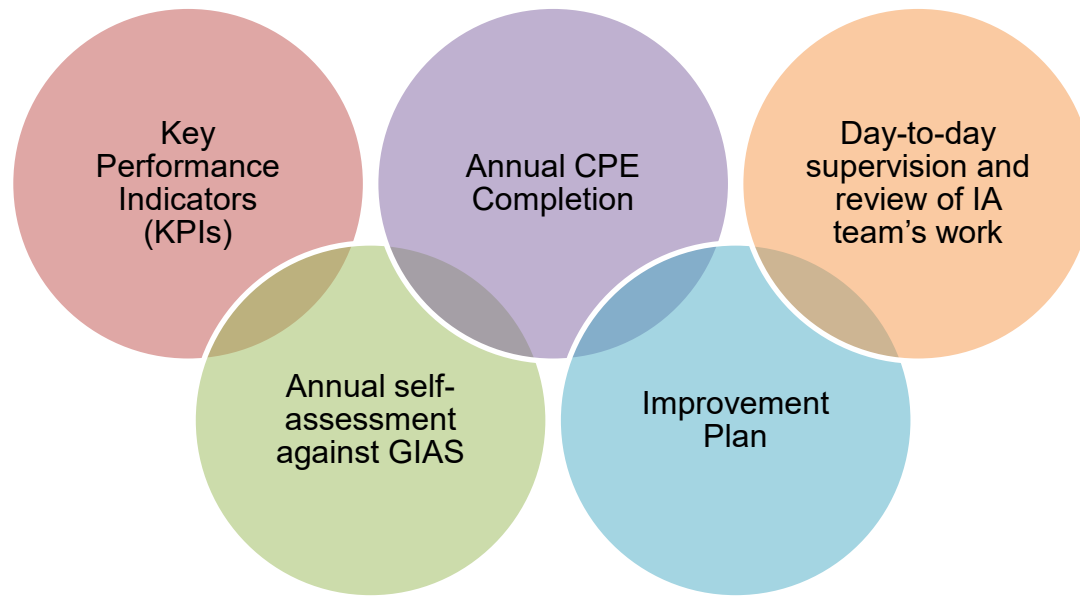 Key
Performance
Indicators
(KPIs)
Annual CPE
Completion
Day-to-day
supervision and
review of IA
team's work
Annual self-
assessment
against GIAS
Improvement
Plan